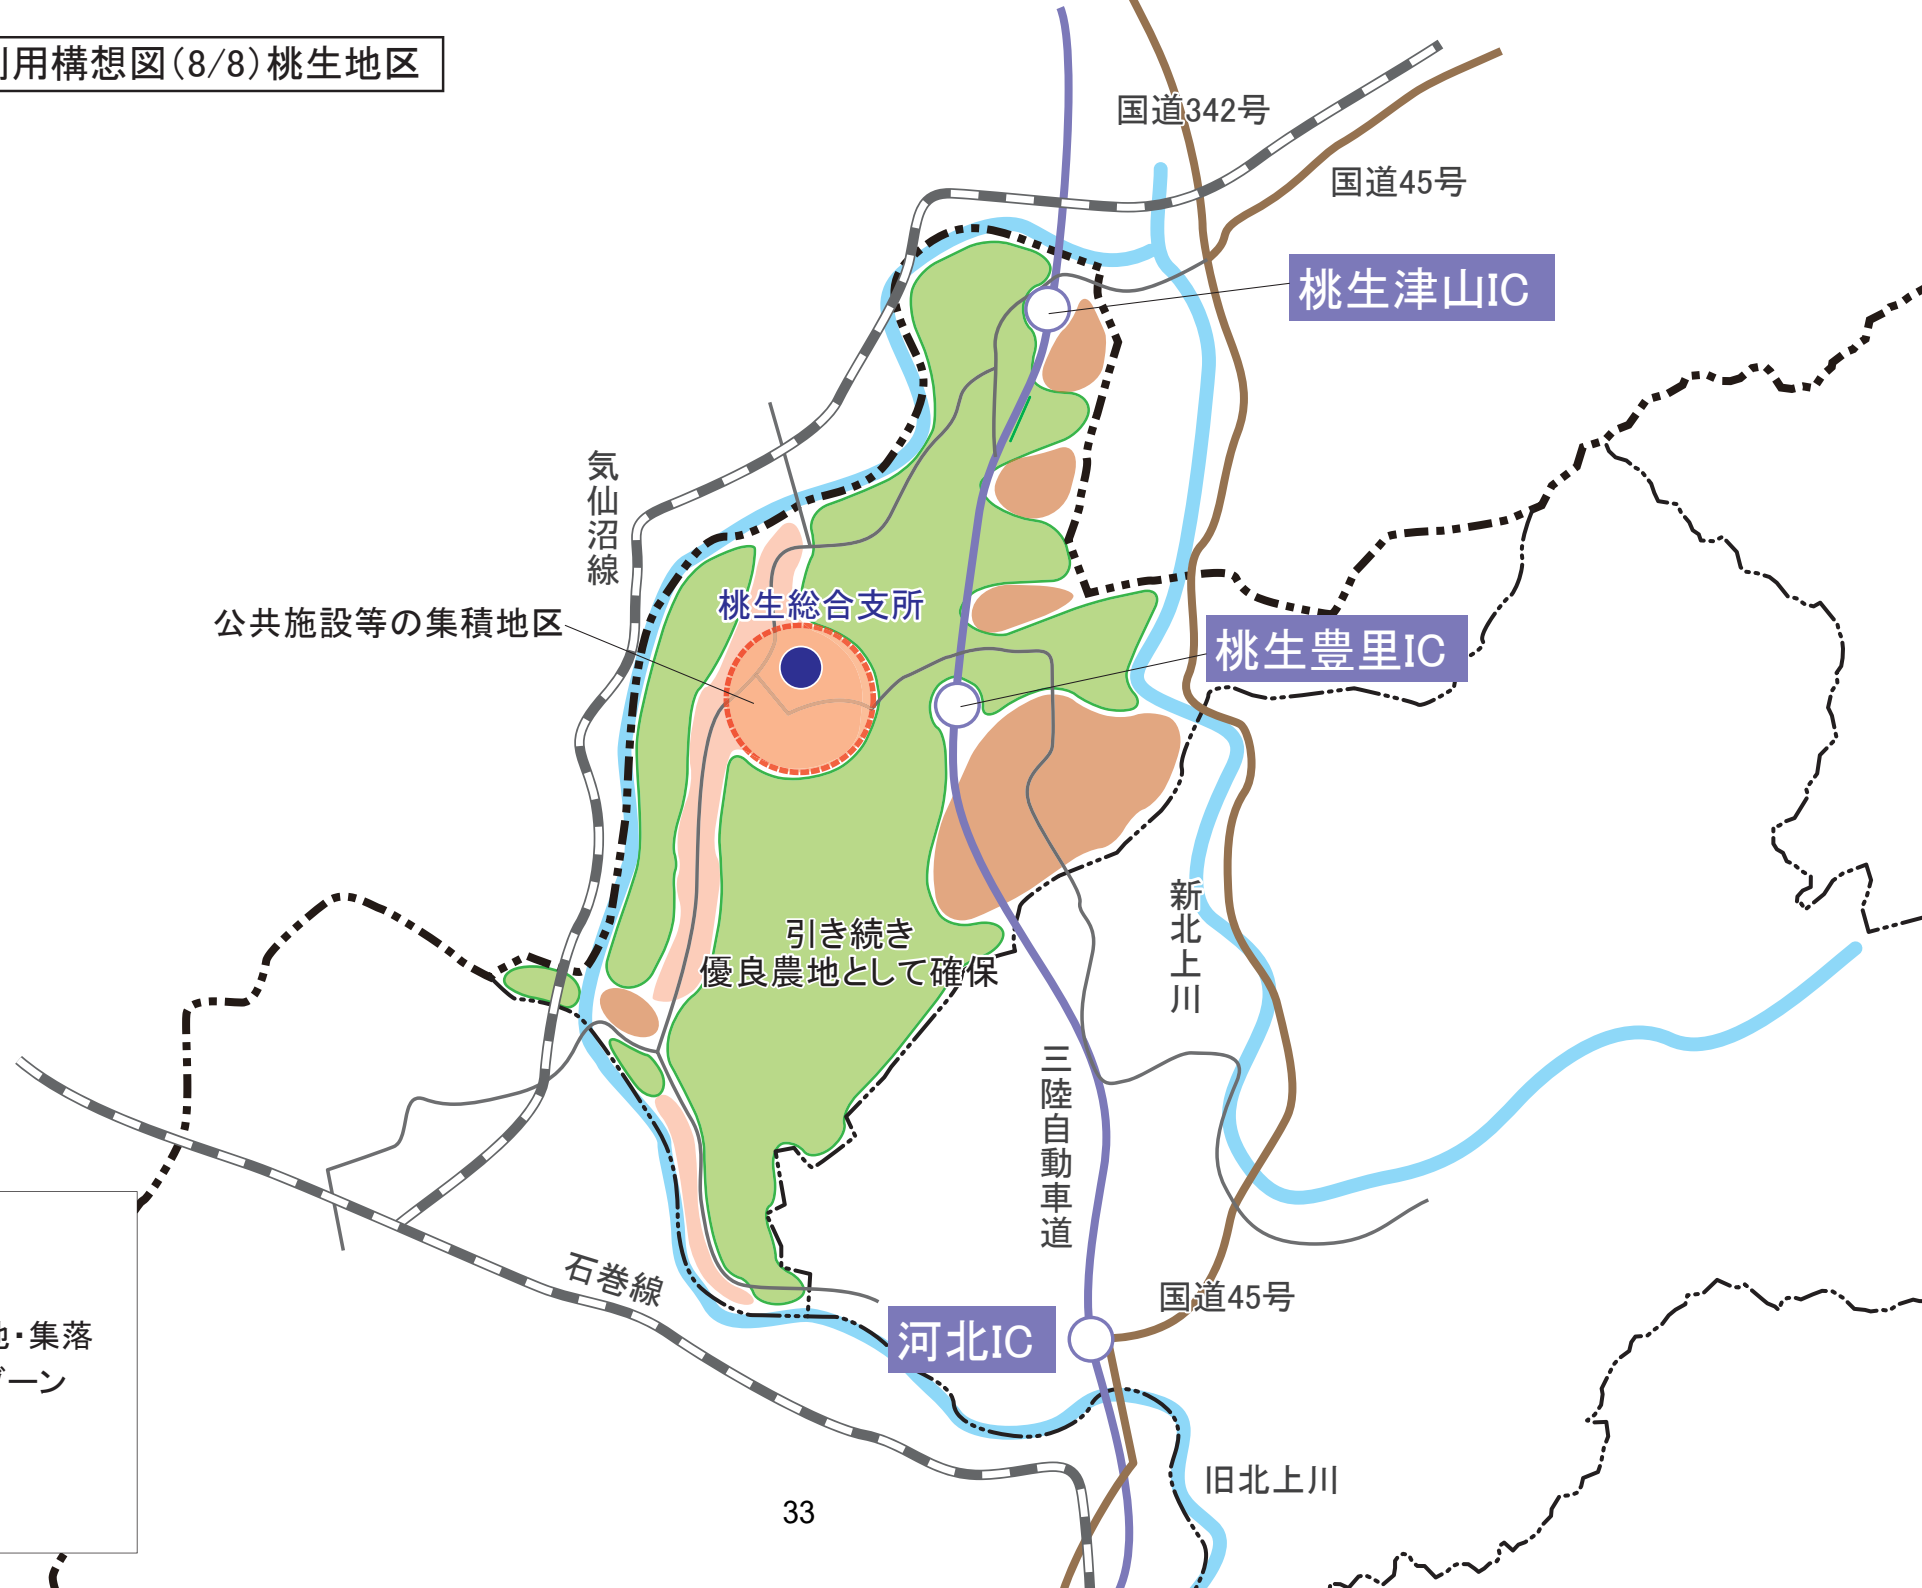 用構想図(8/8)桃生地区
国道342号
国道45号
桃生津山IC
気仙沼線
桃生総合支所
公共施設等の集積地区
桃生豊里IC
新北上川
引き続き
優良農地として確保
三陸自動車道
石巻線
国道45号
河北IC
・集落
ゾーン
旧北上川
33